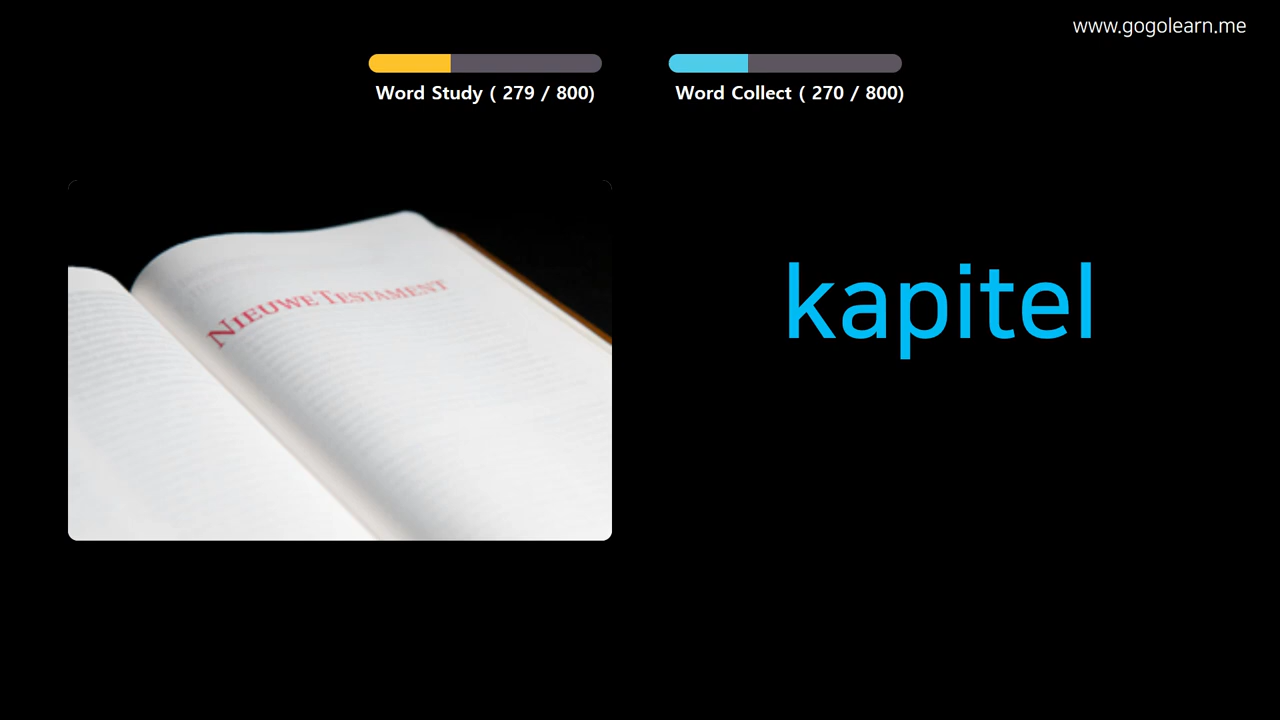 www.gogolearn.me
Word Study ( 279 / 800)
Word Collect ( 270 / 800)
NIEUWE TESTAMENT
kapitel